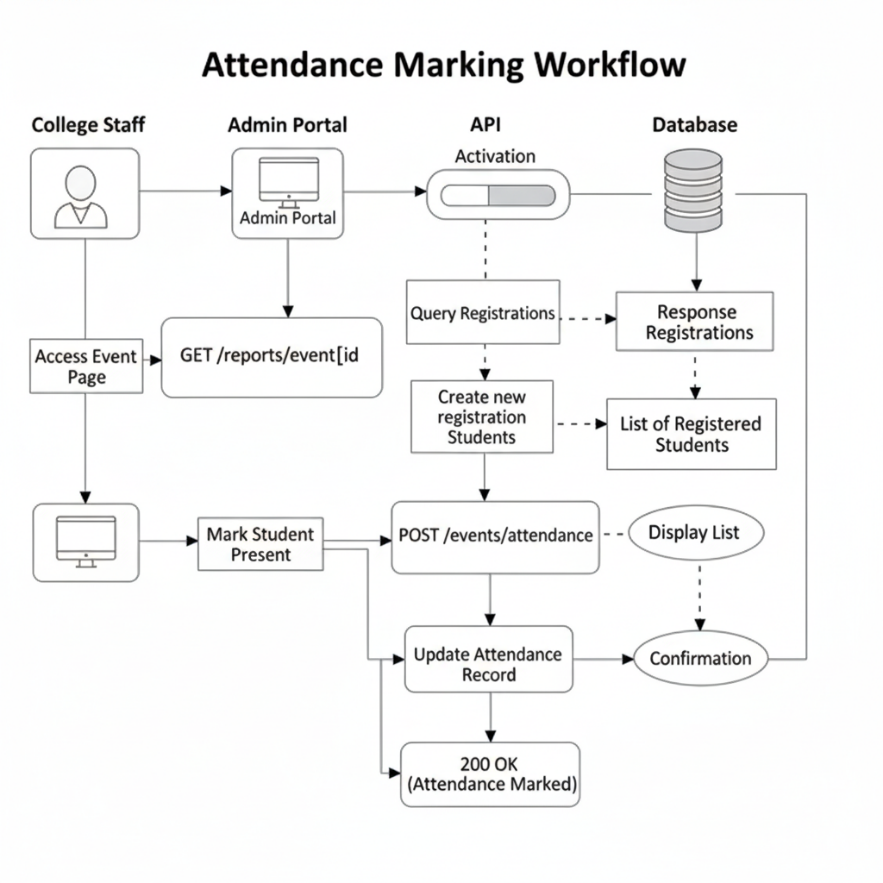 Attendance Marking Workflow
College Staff
Admin Portal
API
Database
Activation
Admin Portal
Query Registrations
Response
Registrations
Access Event
Page
GET /reports/event[id
Create new
registration
Students
List of Registered
Students
Mark Student
Present
POST /events/attendance
Display List
Update Attendance
Record
Confirmation
200 OK
(Attendance Marked)